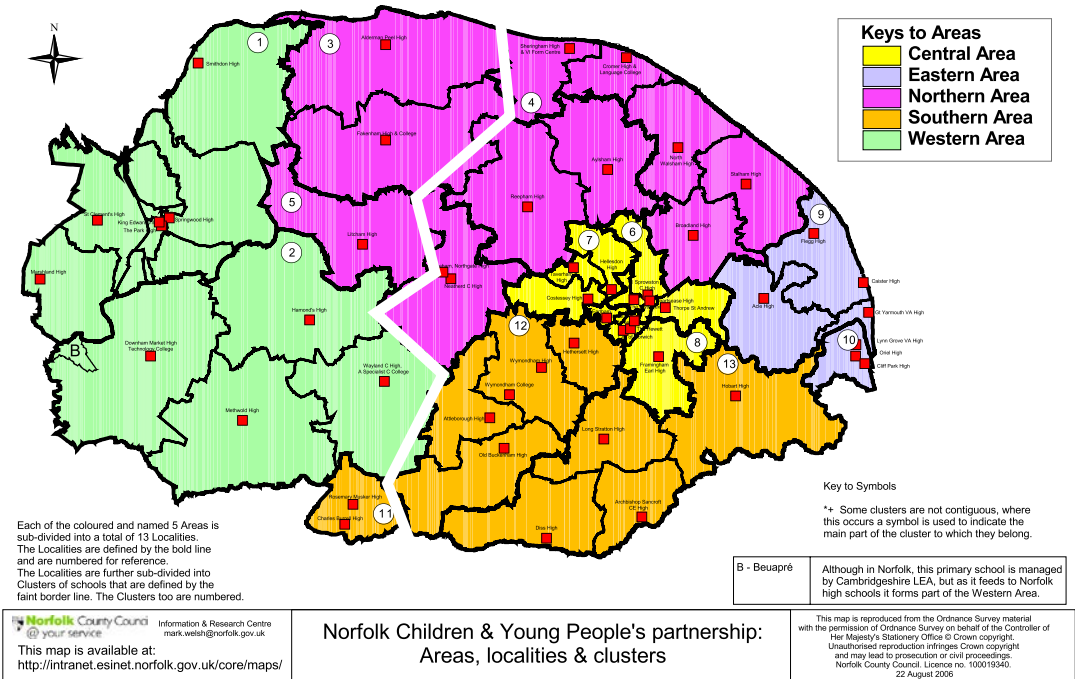 N
1
3
Alderman Peel High
Smithdon High
Sheringham High
& VI Form Centre
Cromer High &
Language College
4
Fakenham High & College
Aylsham High
North
Walsham High
Stalham High
5
Reepham High
St Clement's High
King Edward
Springwood High
The Park High
2
Litcham High
7
6
Broadland High
9
Flegg High
Hellesdon
High
Marshland High
Northgate High
Neatherd C High
Taverham
High
Sprowston
C High
Costessey High
Thorpe St Andrew
Acle High
Caister High
Gt Yarmouth VA High
Hamond's High
12
Hewett
Hethersett High
8
10
Lynn Grove VA High
Oriel High
Cliff Park High
B
Downham Market High
Technology College
Wymondham High
Framingham
Earl High
13
Hobart High
Wayland C High,
A Specialist C College
Wymondham College
Methwold High
Attleborough High
Long Stratton High
Old Buckenham High
Rosemary Musker High
11
Charles Burrell High
Archbishop Sancroft
CE High
Diss High
Keys to Areas
Central Area
Eastern Area
Northern Area
Southern Area
Western Area
Key to Symbols
*+ Some clusters are not contiguous, where
this occurs a symbol is used to indicate the
main part of the cluster to which they belong.
Each of the coloured and named 5 Areas is
sub-divided into a total of 13 Localities.
The Localities are defined by the bold line
and are numbered for reference.
The Localities are further sub-divided into
Clusters of schools that are defined by the
faint border line. The Clusters too are numbered.
B - Beuapré
Although in Norfolk, this primary school is managed
by Cambridgeshire LEA, but as it feeds to Norfolk
high schools it forms part of the Western Area.
Norfolk County Council
@ your service
Information & Research Centre
mark.welsh@norfolk.gov.uk
This map is available at:
http://intranet.esinet.norfolk.gov.uk/core/maps/
Norfolk Children & Young People's partnership:
Areas, localities & clusters
This map is reproduced from the Ordnance Survey material
with the permission of Ordnance Survey on behalf of the Controller of
Her Majesty's Stationery Office © Crown copyright.
Unauthorised reproduction infringes Crown copyright
and may lead to prosecution or civil proceedings.
Norfolk County Council. Licence no. 100019340.
22 August 2006